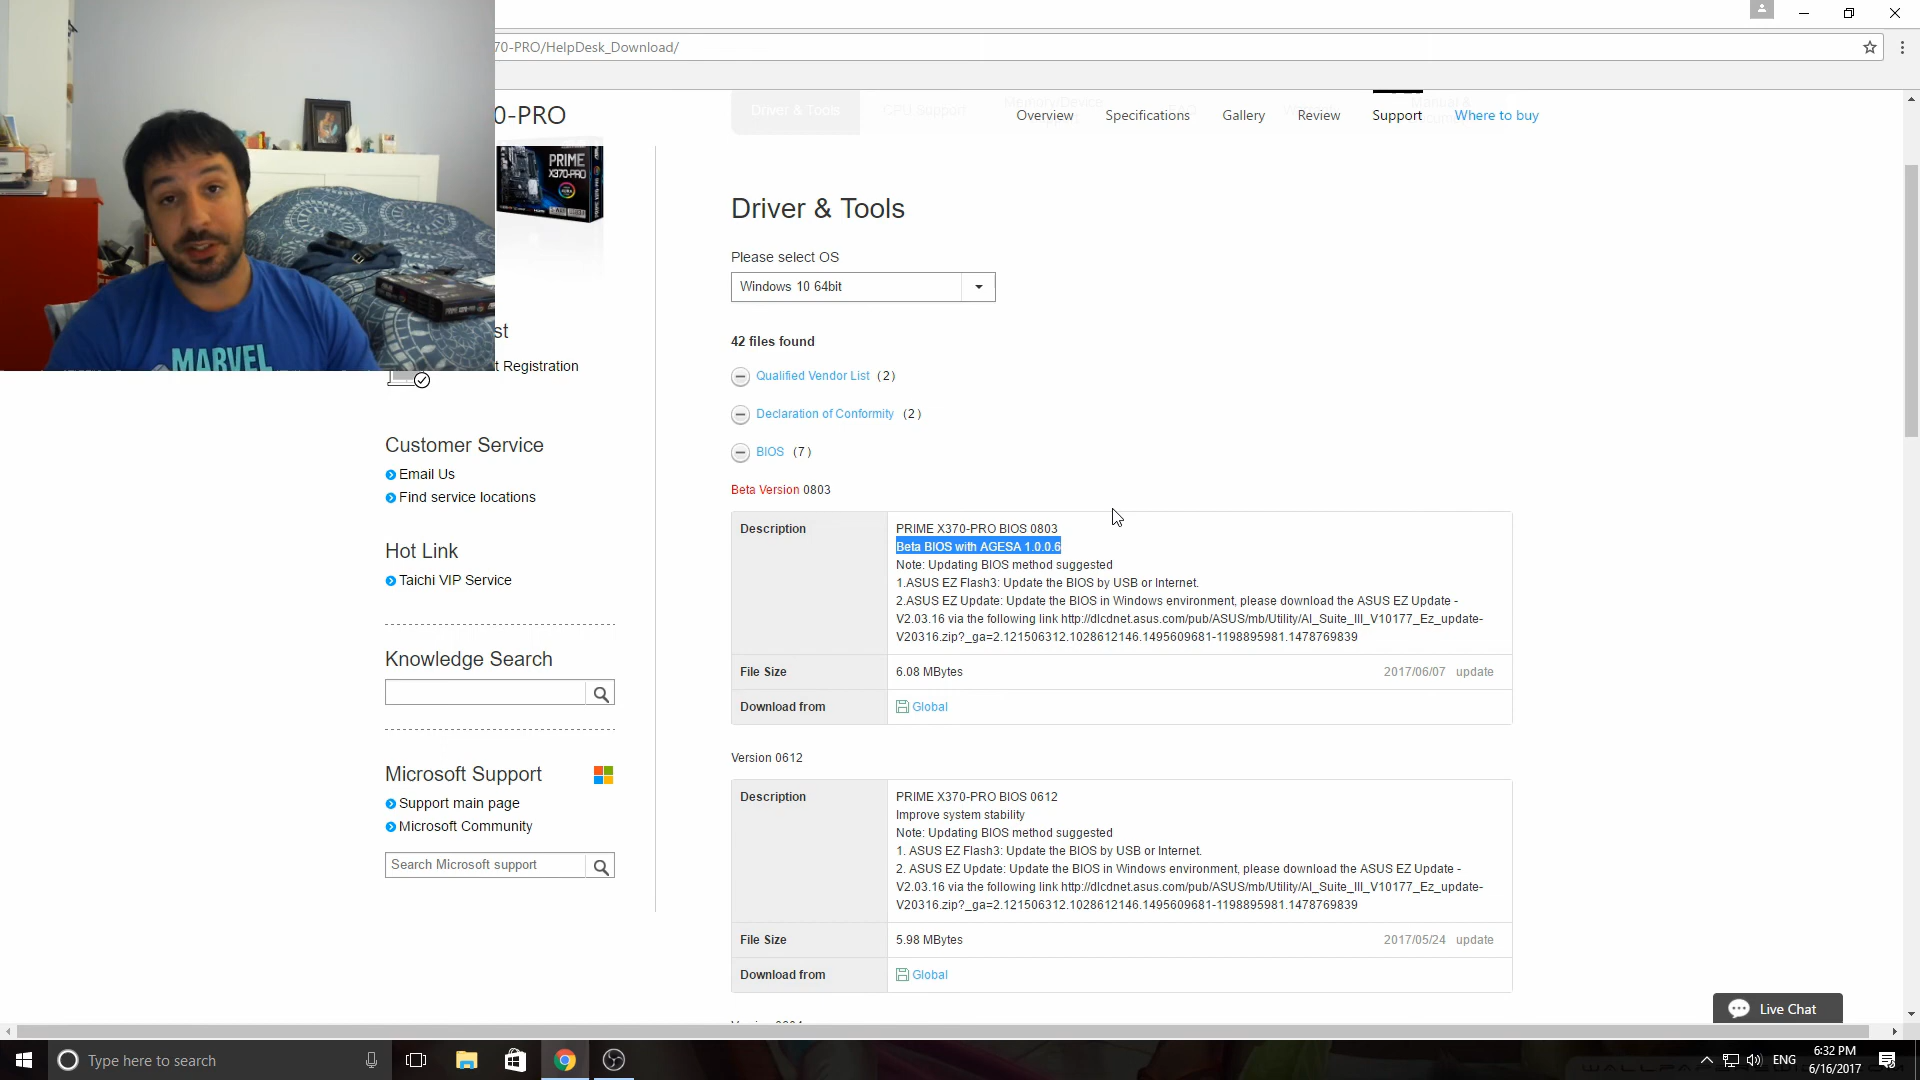 70-PRO/HelpDesk_Download/
0-PRO
Driver & Tools
CPU Support
Overview
Specifications
Gallery
Review
Support
Where to buy
PRIME
X370-PRO
MARVEL
st
t Registration
Customer Service
Email Us
Find service locations
Hot Link
Taichi VIP Service
Knowledge Search
Microsoft Support
Support main page
Microsoft Community
Search Microsoft support
Driver & Tools
Please select OS
Windows 10 64bit
42 files found
Qualified Vendor List (2)
Declaration of Conformity (2)
BIOS (7)
Beta Version 0803
Description
PRIME X370-PRO BIOS 0803
Beta BIOS with AGESA 1.0.0.6
Note: Updating BIOS method suggested
1.ASUS EZ Flash3: Update the BIOS by USB or Internet.
2.ASUS EZ Update: Update the BIOS in Windows environment, please download the ASUS EZ Update -
V2.03.16 via the following link http://dlcdnet.asus.com/pub/ASUS/mb/Utility/AI_Suite_III_V10177_Ez_update-
V20316.zip?_ga=2.121506312.1028612146.1495609681-1198895981.1478769839
File Size
6.08 MBytes
2017/06/07 update
Download from
Global
Version 0612
Description
PRIME X370-PRO BIOS 0612
Improve system stability
Note: Updating BIOS method suggested
1. ASUS EZ Flash3: Update the BIOS by USB or Internet.
2. ASUS EZ Update: Update the BIOS in Windows environment, please download the ASUS EZ Update -
V2.03.16 via the following link http://dlcdnet.asus.com/pub/ASUS/mb/Utility/AI_Suite_III_V10177_Ez_update-
V20316.zip?_ga=2.121506312.1028612146.1495609681-1198895981.1478769839
File Size
5.98 MBytes
2017/05/24 update
Download from
Global
Live Chat
Type here to search
ENG
6:32 PM
6/16/2017